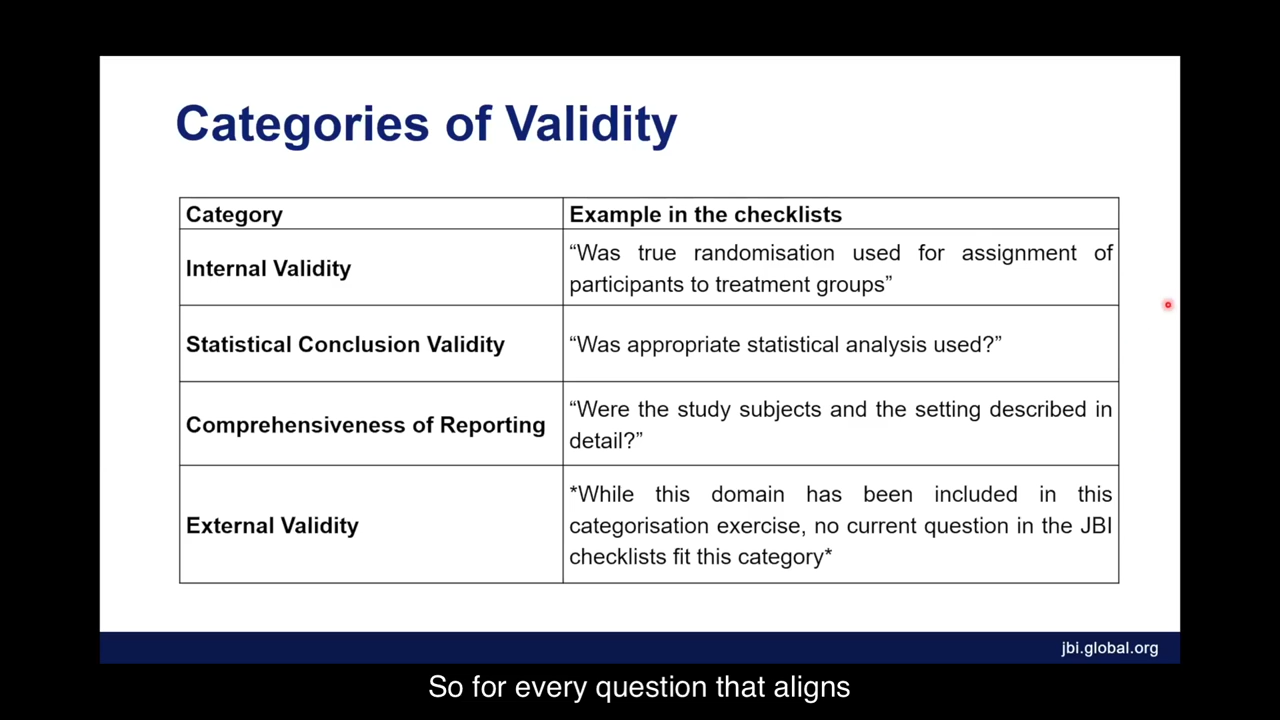 Categories of Validity
Category
Example in the checklists
Internal Validity
“Was true randomisation used for assignment of
participants to treatment groups”
Statistical Conclusion Validity
“Was appropriate statistical analysis used?”
Comprehensiveness of Reporting
“Were the study subjects and the setting described in
detail?”
External Validity
*While this domain has been included in this
categorisation exercise, no current question in the JBI
checklists fit this category*
jbi.global.org
So for every question that aligns